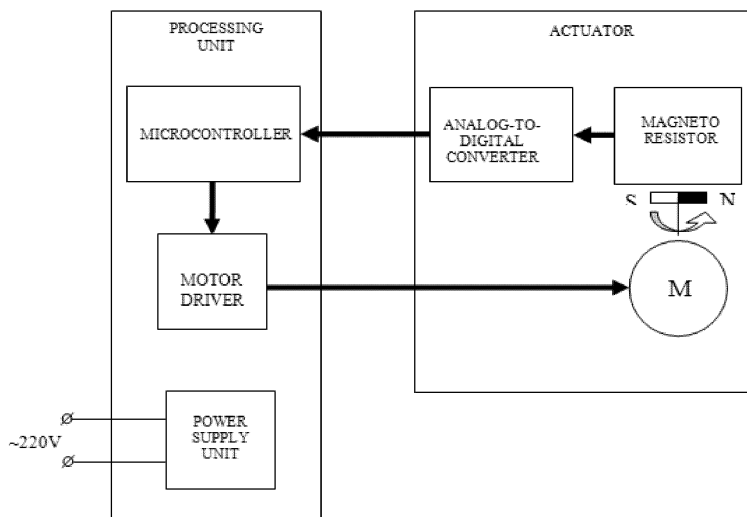 PROCESSING
UNIT
MICROCONTROLLER
MOTOR
DRIVER
POWER
SUPPLY
UNIT
~220V
ACTUATOR
ANALOG-TO-
DIGITAL
CONVERTER
MAGNETO
RESISTOR
S N
M